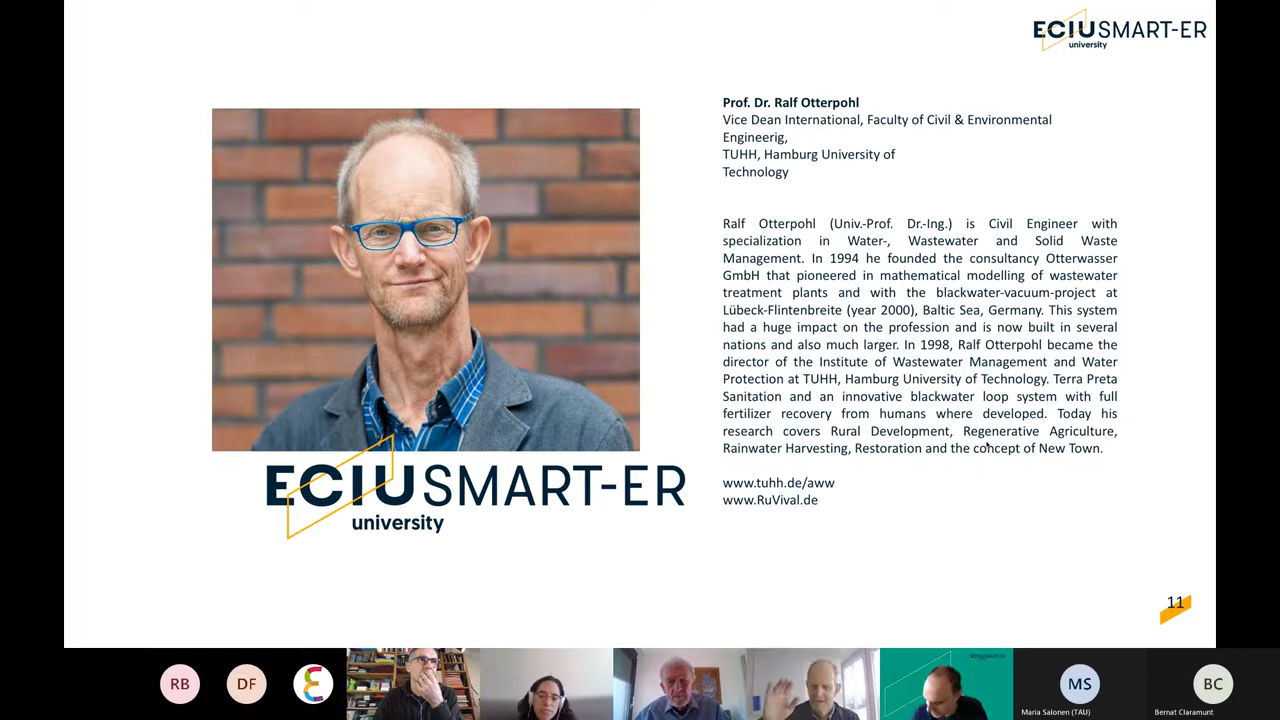 ECIUSMART-ER
university
Prof. Dr. Ralf Otterpohl
Vice Dean International, Faculty of Civil & Environmental
Engineerig,
TUHH, Hamburg University of
Technology
Ralf Otterpohl (Univ.-Prof. Dr.-Ing.) is Civil Engineer with
specialization in Water-, Wastewater and Solid Waste
Management. In 1994 he founded the consultancy Otterwasser
GmbH that pioneered in mathematical modelling of wastewater
treatment plants and with the blackwater-vacuum-project at
Lübeck-Flintenbreite (year 2000), Baltic Sea, Germany. This system
had a huge impact on the profession and is now built in several
nations and also much larger. In 1998, Ralf Otterpohl became the
director of the Institute of Wastewater Management and Water
Protection at TUHH, Hamburg University of Technology. Terra Preta
Sanitation and an innovative blackwater loop system with full
fertilizer recovery from humans where developed. Today his
research covers Rural Development, Regenerative Agriculture,
Rainwater Harvesting, Restoration and the concept of New Town.
www.tuhh.de/aww
www.RuVival.de
ECIUSMART-ER
university
11
RB
DF
ECIUSMART-ER
MS
Maria Salonen (TAU)
BC
Bernat Claramunt